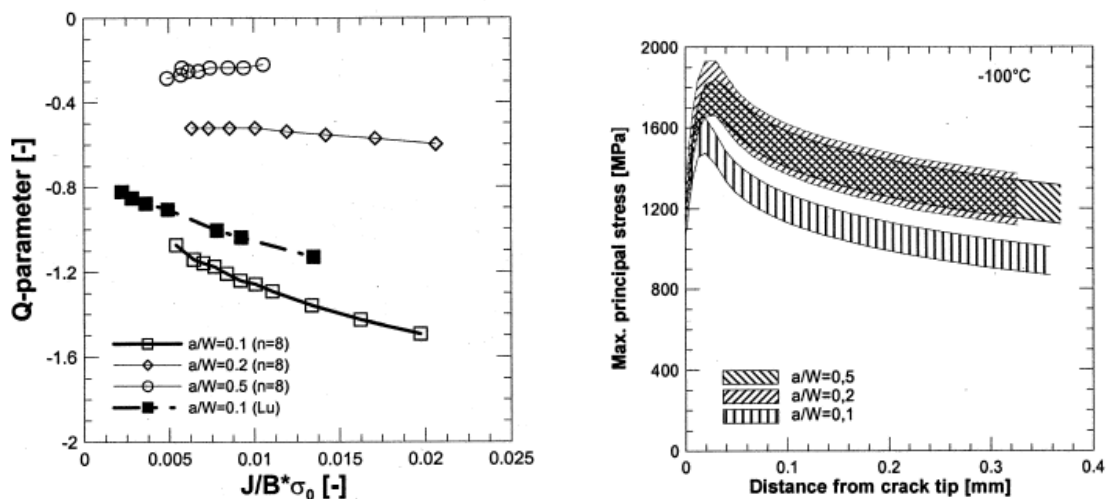 0
-0.4
-0.8
-1.2
-1.6
-2
Q-parameter [-]
a/W=0.1 (n=8)
a/W=0.2 (n=8)
a/W=0.5 (n=8)
a/W=0.1 (Lu)
0 0.005 0.01 0.015 0.02 0.025
J/B*σ₀ [-]
2000
1600
1200
800
400
0
Max. principal stress [MPa]
-100°C
a/W=0,5
a/W=0,2
a/W=0,1
0 0.1 0.2 0.3 0.4
Distance from crack tip [mm]